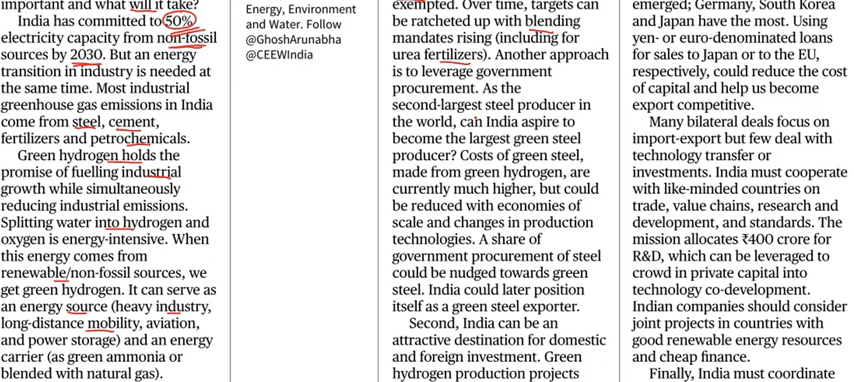 important and what will it take?
India has committed to 50%
electricity capacity from non-fossil
sources by 2030. But an energy
transition in industry is needed at
the same time. Most industrial
greenhouse gas emissions in India
come from steel, cement,
fertilizers and petrochemicals.
Green hydrogen holds the
promise of fuelling industrial
growth while simultaneously
reducing industrial emissions.
Splitting water into hydrogen and
oxygen is energy-intensive. When
this energy comes from
renewable/non-fossil sources, we
get green hydrogen. It can serve as
an energy source (heavy industry,
long-distance mobility, aviation,
and power storage) and an energy
carrier (as green ammonia or
blended with natural gas).
Energy, Environment
and Water. Follow
@GhoshArunabha
@CEEWIndia
exempted. Over time, targets can
be ratcheted up with blending
mandates rising (including for
urea fertilizers). Another approach
is to leverage government
procurement. As the
second-largest steel producer in
the world, can India aspire to
become the largest green steel
producer? Costs of green steel,
made from green hydrogen, are
currently much higher, but could
be reduced with economies of
scale and changes in production
technologies. A share of
government procurement of steel
could be nudged towards green
steel. India could later position
itself as a green steel exporter.
Second, India can be an
attractive destination for domestic
and foreign investment. Green
hydrogen production projects
emerged; Germany, South Korea
and Japan have the most. Using
yen- or euro-denominated loans
for sales to Japan or to the EU,
respectively, could reduce the cost
of capital and help us become
export competitive.
Many bilateral deals focus on
import-export but few deal with
technology transfer or
investments. India must cooperate
with like-minded countries on
trade, value chains, research and
development, and standards. The
mission allocates ₹400 crore for
R&D, which can be leveraged to
crowd in private capital into
technology co-development.
Indian companies should consider
joint projects in countries with
good renewable energy resources
and cheap finance.
Finally, India must coordinate